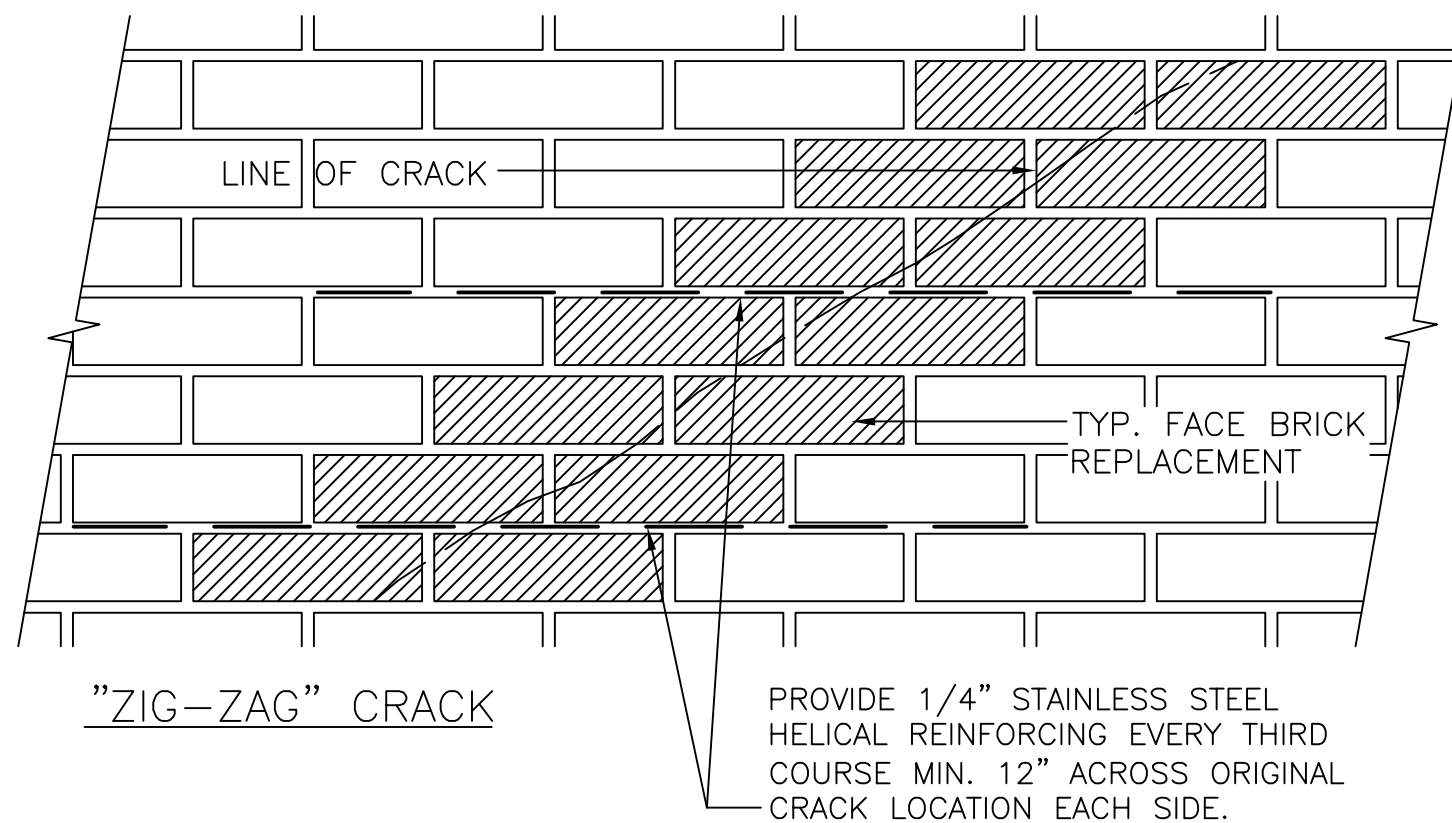 LINE OF CRACK
TYP. FACE BRICK
REPLACEMENT
”ZIG–ZAG” CRACK
PROVIDE 1/4” STAINLESS STEEL
HELICAL REINFORCING EVERY THIRD
COURSE MIN. 12” ACROSS ORIGINAL
CRACK LOCATION EACH SIDE.